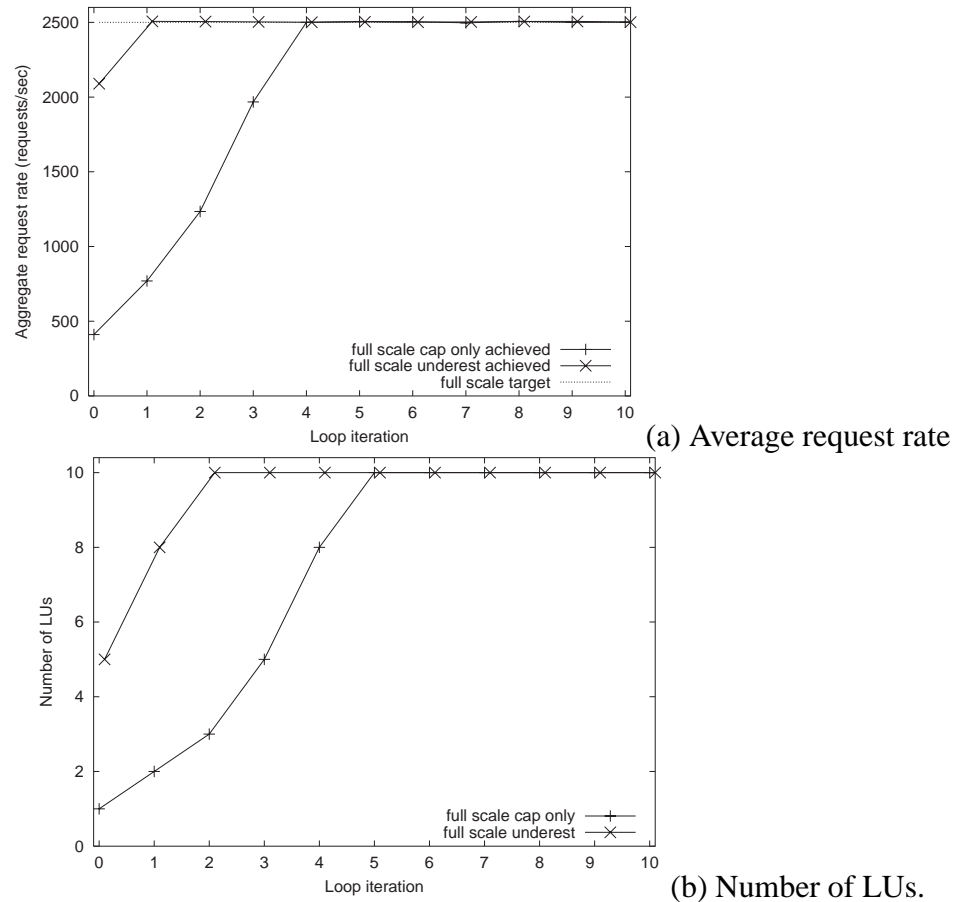 2500
2000
1500
1000
500
0
Aggregate request rate (requests/sec)
full scale cap only achieved
full scale underest achieved
full scale target
0 1 2 3 4 5 6 7 8 9 10
Loop iteration
(a) Average request rate
10
8
6
4
2
0
Number of LUs
full scale cap only
full scale underest
0 1 2 3 4 5 6 7 8 9 10
Loop iteration
(b) Number of LUs.